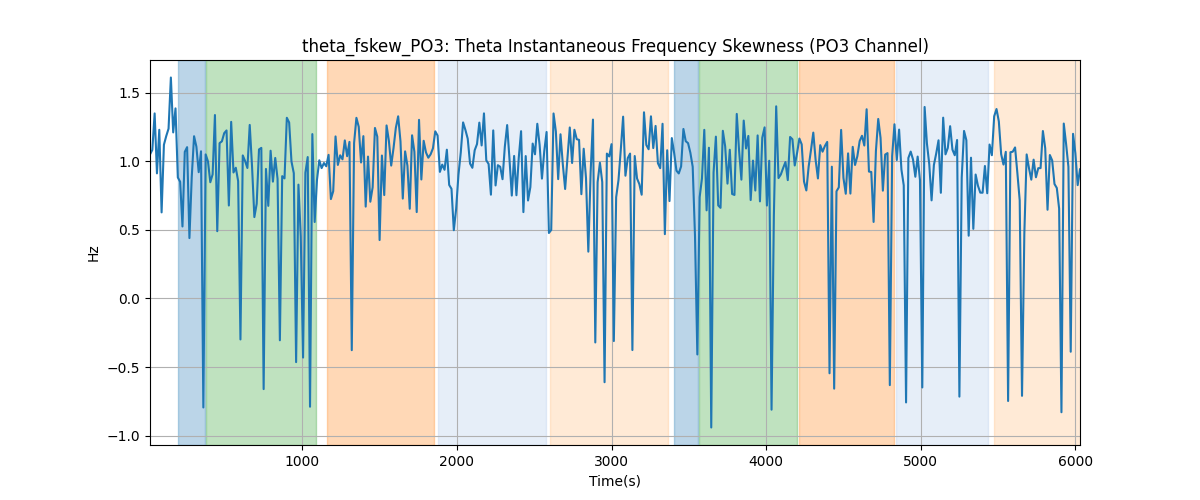 theta_fskew_PO3: Theta Instantaneous Frequency Skewness (PO3 Channel)
1.5
1.0
0.5
0.0
−0.5
−1.0
Hz
1000 2000 3000 4000 5000 6000
Time(s)